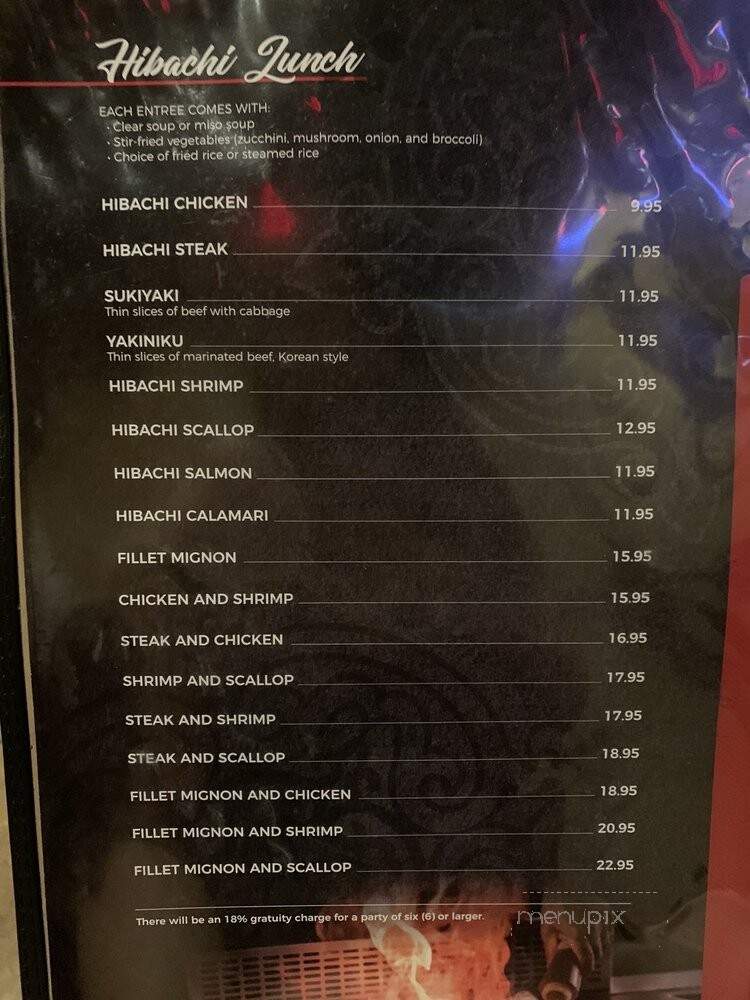 Hibachi Lunch
EACH ENTREE COMES WITH:
• Clear soup or miso soup
• Stir-fried vegetables (zucchini, mushroom, onion, and broccoli)
• Choice of fried rice or steamed rice
HIBACHI CHICKEN 9.95
HIBACHI STEAK 11.95
SUKIYAKI 11.95
Thin slices of beef with cabbage
YAKINIKU 11.95
Thin slices of marinated beef, Korean style
HIBACHI SHRIMP 11.95
HIBACHI SCALLOP 12.95
HIBACHI SALMON 11.95
HIBACHI CALAMARI 11.95
FILLET MIGNON 15.95
CHICKEN AND SHRIMP 15.95
STEAK AND CHICKEN 16.95
SHRIMP AND SCALLOP 17.95
STEAK AND SHRIMP 17.95
STEAK AND SCALLOP 18.95
FILLET MIGNON AND CHICKEN 18.95
FILLET MIGNON AND SHRIMP 20.95
FILLET MIGNON AND SCALLOP 22.95
There will be an 18% gratuity charge for a party of six (6) or larger.
menupix